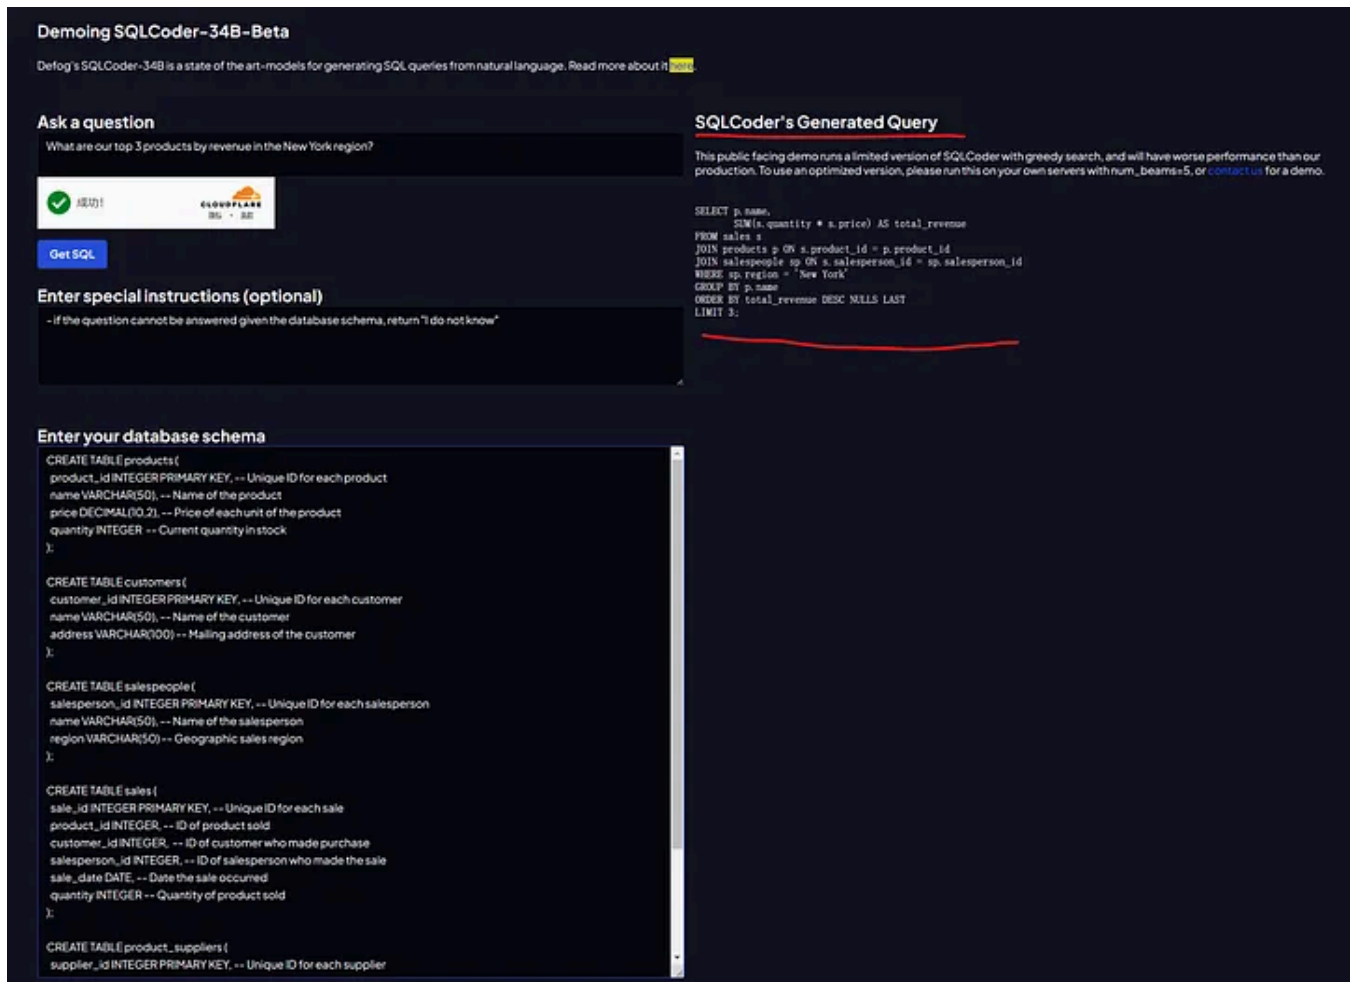 Demoing SQLCoder-34B-Beta
Defog's SQLCoder-34B is a state of the art-models for generating SQL queries from natural language. Read more about it here.
Ask a question
What are our top 3 products by revenue in the New York region?
成功!
CLOUDFLARE
Get SQL
Enter special instructions (optional)
- if the question cannot be answered given the database schema, return "I do not know"
Enter your database schema
CREATE TABLE products (
product_id INTEGER PRIMARY KEY, -- Unique ID for each product
name VARCHAR(50), -- Name of the product
price DECIMAL(10,2), -- Price of each unit of the product
quantity INTEGER -- Current quantity in stock
);
CREATE TABLE customers (
customer_id INTEGER PRIMARY KEY, -- Unique ID for each customer
name VARCHAR(50), -- Name of the customer
address VARCHAR(100) -- Mailing address of the customer
);
CREATE TABLE salespeople (
salesperson_id INTEGER PRIMARY KEY, -- Unique ID for each salesperson
name VARCHAR(50), -- Name of the salesperson
region VARCHAR(50) -- Geographic sales region
);
CREATE TABLE sales (
sale_id INTEGER PRIMARY KEY, -- Unique ID for each sale
product_id INTEGER, -- ID of product sold
customer_id INTEGER, -- ID of customer who made purchase
salesperson_id INTEGER, -- ID of salesperson who made the sale
sale_date DATE, -- Date the sale occurred
quantity INTEGER -- Quantity of product sold
);
CREATE TABLE product_suppliers (
supplier_id INTEGER PRIMARY KEY, -- Unique ID for each supplier
SQLCoder's Generated Query
This public facing demo runs a limited version of SQLCoder with greedy search, and will have worse performance than our
production. To use an optimized version, please run this on your own servers with num_beams=5, or contact us for a demo.
SELECT p.name,
SUM(s.quantity * s.price) AS total_revenue
FROM sales s
JOIN products p ON s.product_id = p.product_id
JOIN salespeople sp ON s.salesperson_id = sp.salesperson_id
WHERE sp.region = 'New York'
GROUP BY p.name
ORDER BY total_revenue DESC NULLS LAST
LIMIT 3;